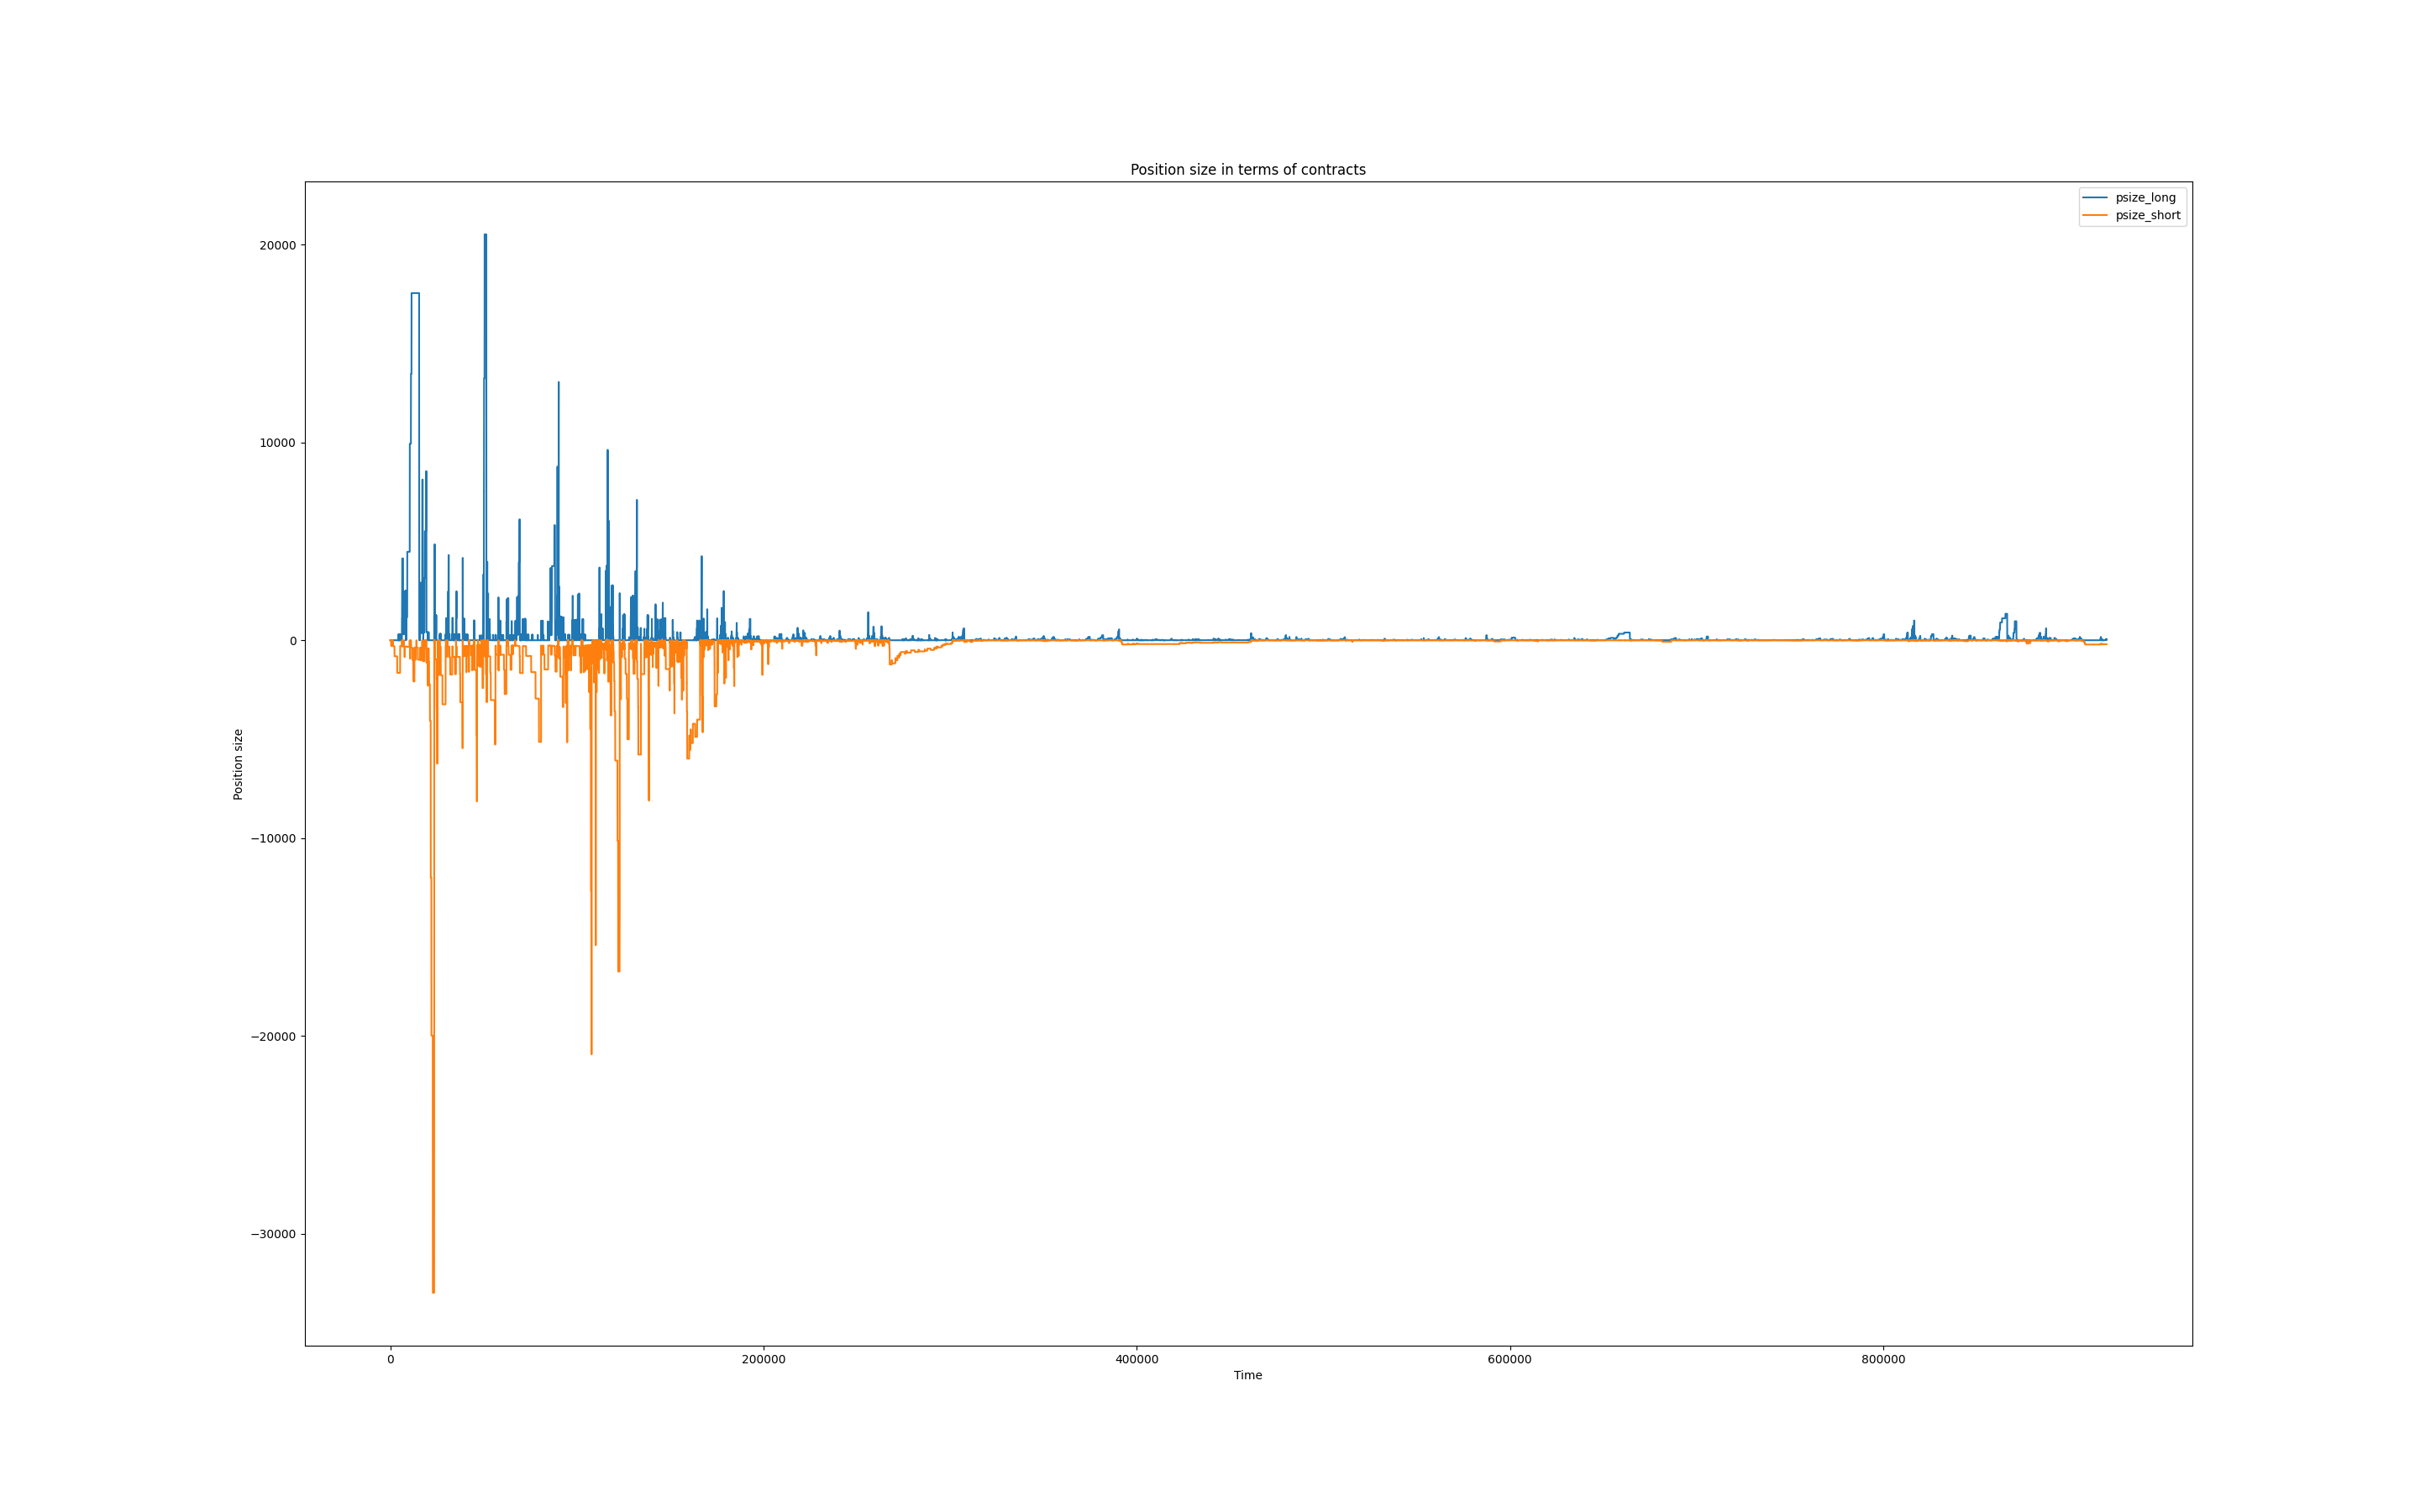 Position size in terms of contracts
psize_long
psize_short
20000
10000
0
−10000
−20000
−30000
Position size
0
200000
400000
600000
800000
Time